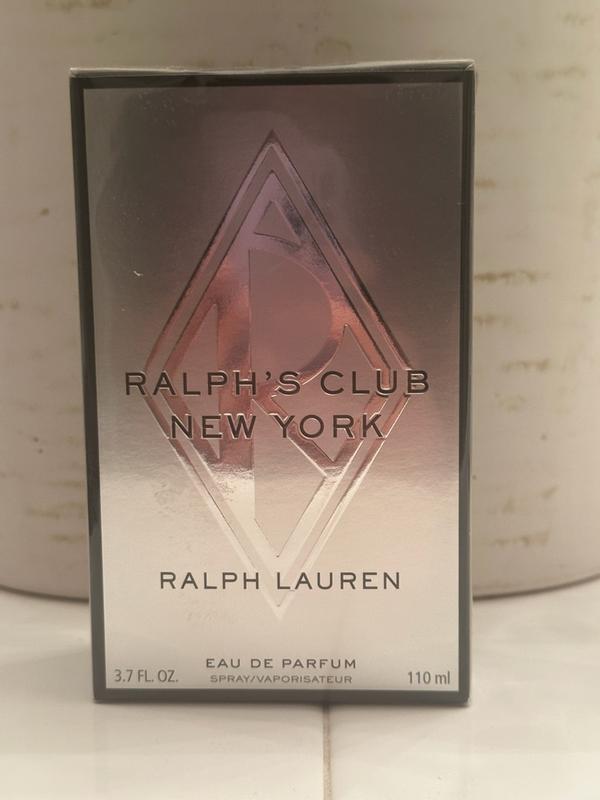 RALPH'S CLUB
NEW YORK
RALPH LAUREN
EAU DE PARFUM
3.7 FL. OZ. SPRAY/VAPORISATEUR 110 ml